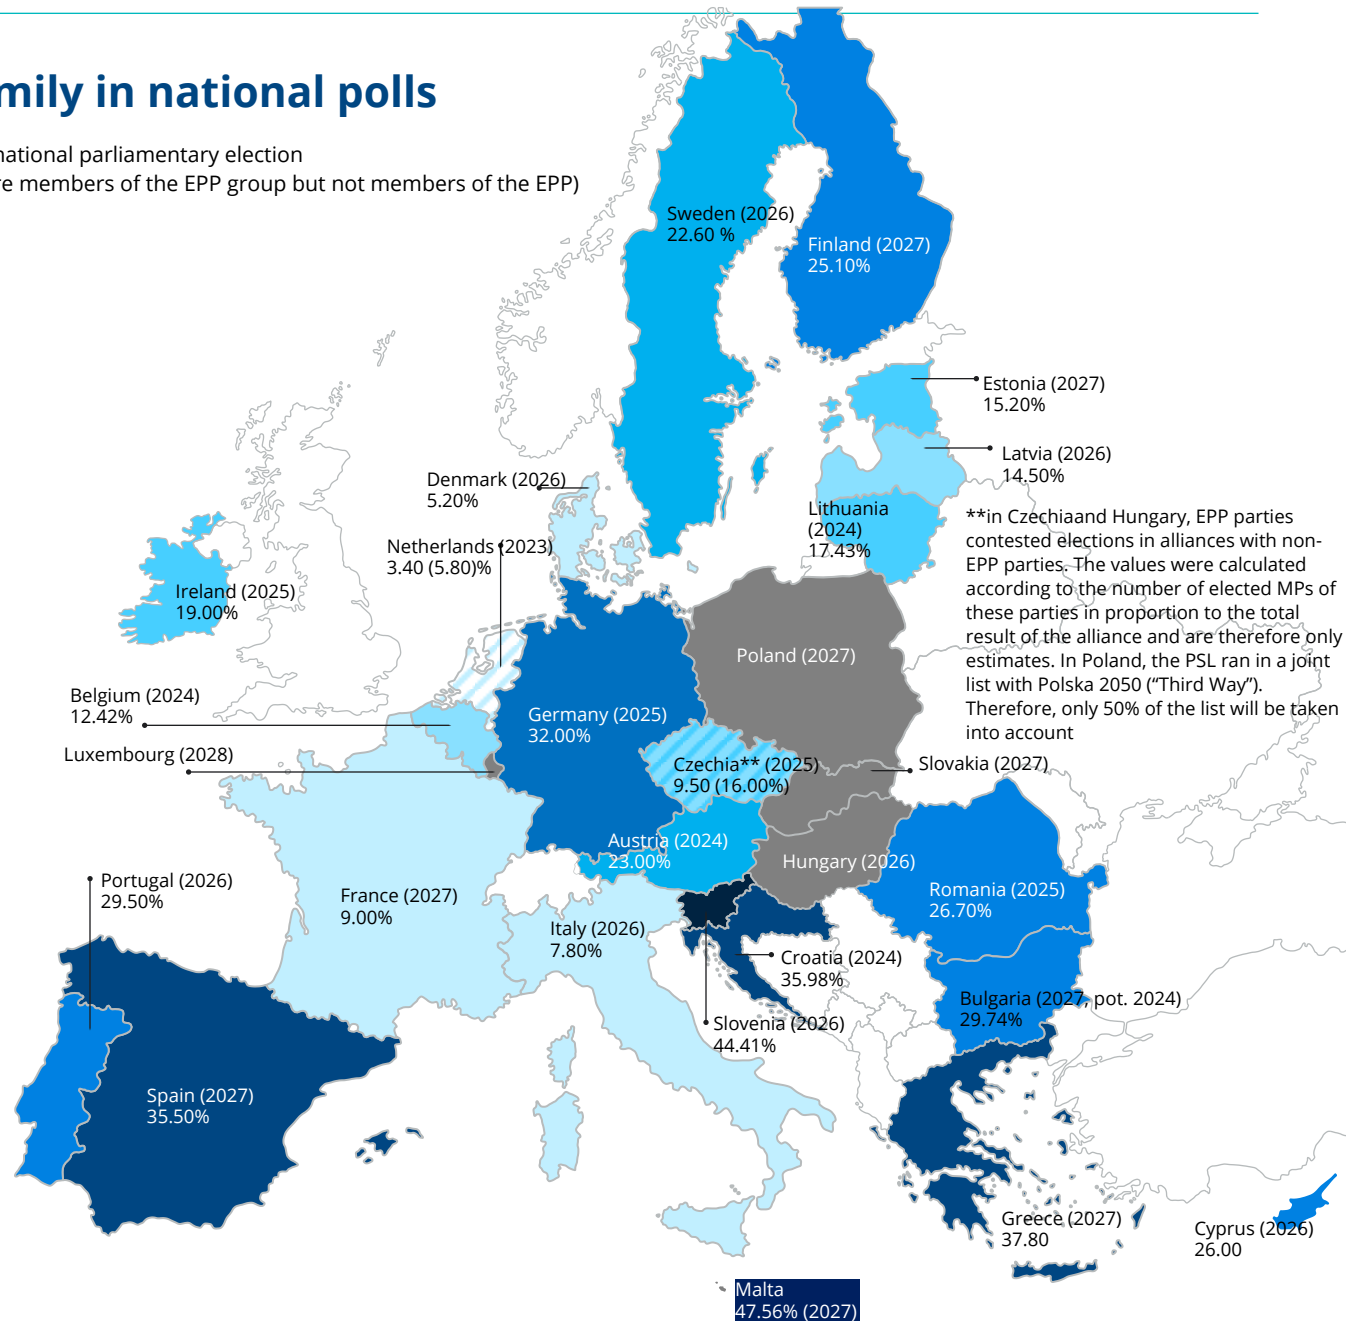 mily in national polls
national parliamentary election
re members of the EPP group but not members of the EPP)
Sweden (2026)
22.60 %
Finland (2027)
25.10%
Estonia (2027)
15.20%
Latvia (2026)
14.50%
Denmark (2026)
5.20%
Lithuania
(2024)
17.43%
**in Czechiaand Hungary, EPP parties
contested elections in alliances with non-
EPP parties. The values were calculated
according to the number of elected MPs of
these parties in proportion to the total
result of the alliance and are therefore only
estimates. In Poland, the PSL ran in a joint
list with Polska 2050 (“Third Way”).
Therefore, only 50% of the list will be taken
into account
Netherlands (2023)
3.40 (5.80)%
Ireland (2025)
19.00%
Poland (2027)
Belgium (2024)
12.42%
Germany (2025)
32.00%
Luxembourg (2028)
Czechia** (2025)
9.50 (16.00%)
Slovakia (2027)
Austria (2024)
23.00%
Hungary (2026)
Portugal (2026)
29.50%
France (2027)
9.00%
Romania (2025)
26.70%
Italy (2026)
7.80%
Croatia (2024)
35.98%
Bulgaria (2027, pot. 2024)
29.74%
Slovenia (2026)
44.41%
Spain (2027)
35.50%
Greece (2027)
37.80
Cyprus (2026)
26.00
Malta
47.56% (2027)